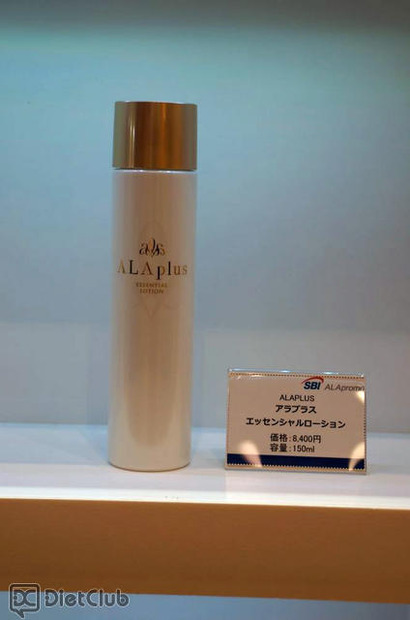 ALAplus
ESSENTIAL
LOTION
SBI ALApromo
ALAPLUS
アラプラス
エッセンシャルローション
価格：8,400円
容量：150ml
DC DietClub